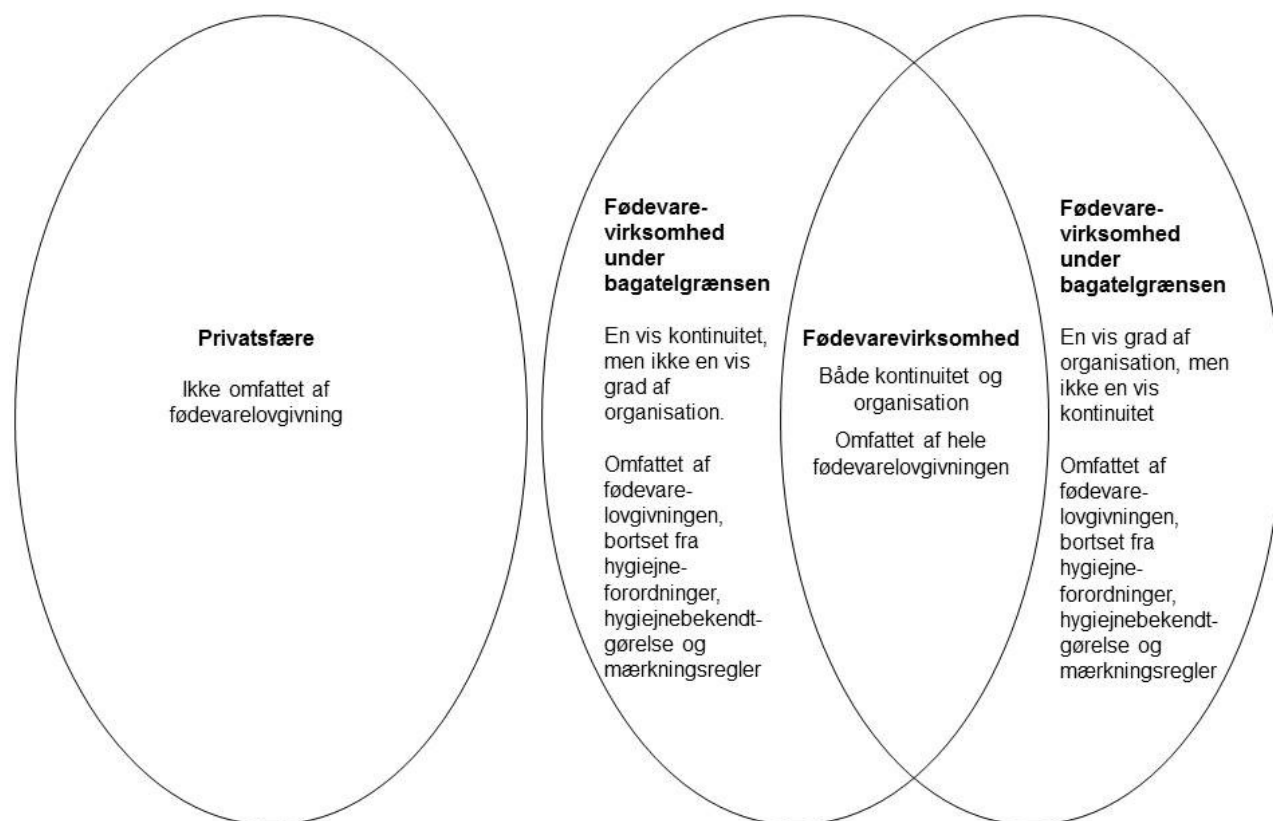 Privatsfære
Ikke omfattet af
fødevarelovgivning
Fødevare-
virksomhed
under
bagatelgrænsen
En vis kontinuitet,
men ikke en vis
grad af
organisation.
Omfattet af
fødevare-
lovgivningen,
bortset fra
hygiejne-
forordninger,
hygiejnebekendt-
gørelse og
mærkningsregler
Fødevarevirksomhed
Både kontinuitet og
organisation
Omfattet af hele
fødevarelovgivningen
Fødevare-
virksomhed
under
bagatelgrænsen
En vis grad af
organisation, men
ikke en vis
kontinuitet
Omfattet af
fødevare-
lovgivningen,
bortset fra
hygiejne-
forordninger,
hygiejnebekendt-
gørelse og
mærkningsregler